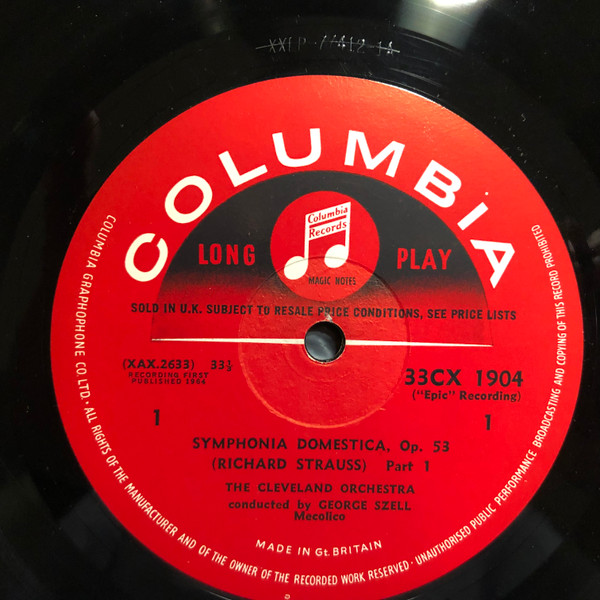 COLUMBiA
Columbia
Records
LONG PLAY
MAGIC NOTES
SOLD IN U.K. SUBJECT TO RESALE PRICE CONDITIONS, SEE PRICE LISTS
(XAX.2633) 33⅓
RECORDING FIRST
PUBLISHED 1964
33CX 1904
("Epic" Recording)
1 1
SYMPHONIA DOMESTICA, Op. 53
(RICHARD STRAUSS) Part 1
THE CLEVELAND ORCHESTRA
conducted by GEORGE SZELL
Mecolico
MADE IN Gt. BRITAIN
COLUMBIA GRAPHOPHONE CO LTD · ALL RIGHTS OF THE MANUFACTURER AND OF THE OWNER OF THE RECORDED WORK RESERVED · UNAUTHORISED PUBLIC PERFORMANCE BROADCASTING AND COPYING OF THIS RECORD PROHIBITED